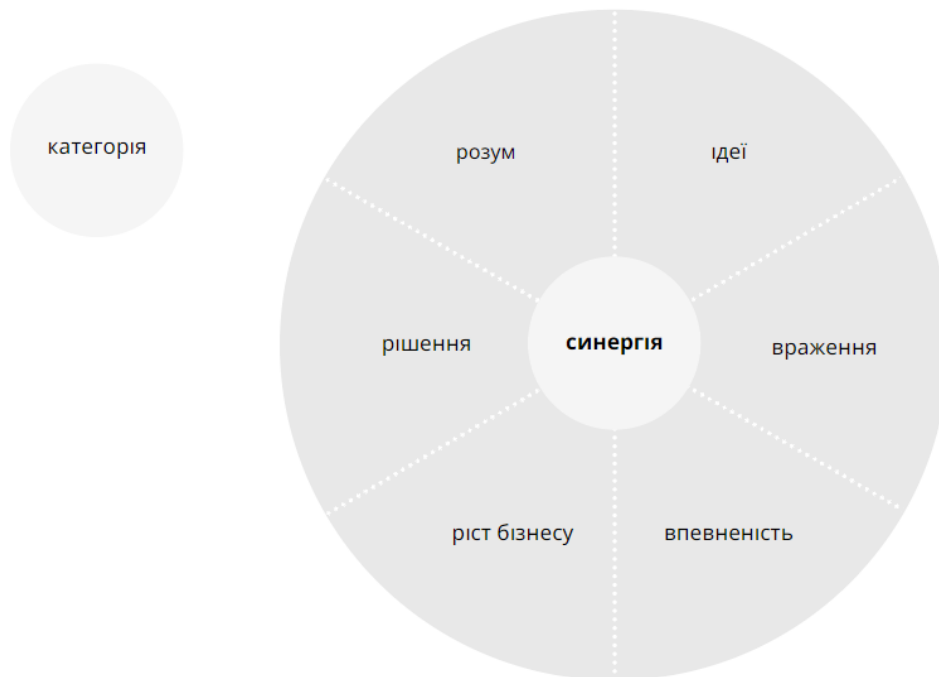 категорія
розум
ідеї
рішення
синергія
враження
ріст бізнесу
впевненість